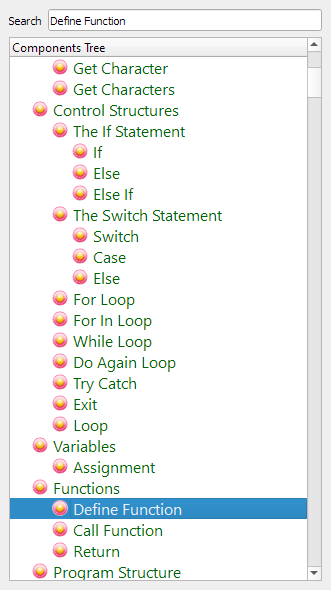 Search Define Function
Components Tree
Get Character
Get Characters
Control Structures
The If Statement
If
Else
Else If
The Switch Statement
Switch
Case
Else
For Loop
For In Loop
While Loop
Do Again Loop
Try Catch
Exit
Loop
Variables
Assignment
Functions
Define Function
Call Function
Return
Program Structure